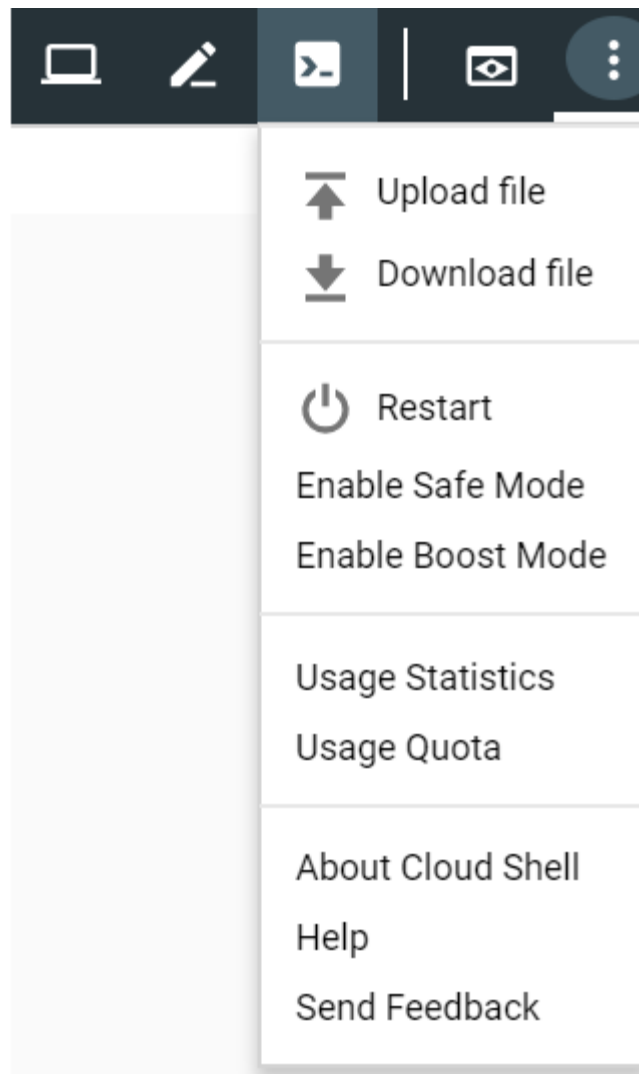 Upload file
Download file
Restart
Enable Safe Mode
Enable Boost Mode
Usage Statistics
Usage Quota
About Cloud Shell
Help
Send Feedback